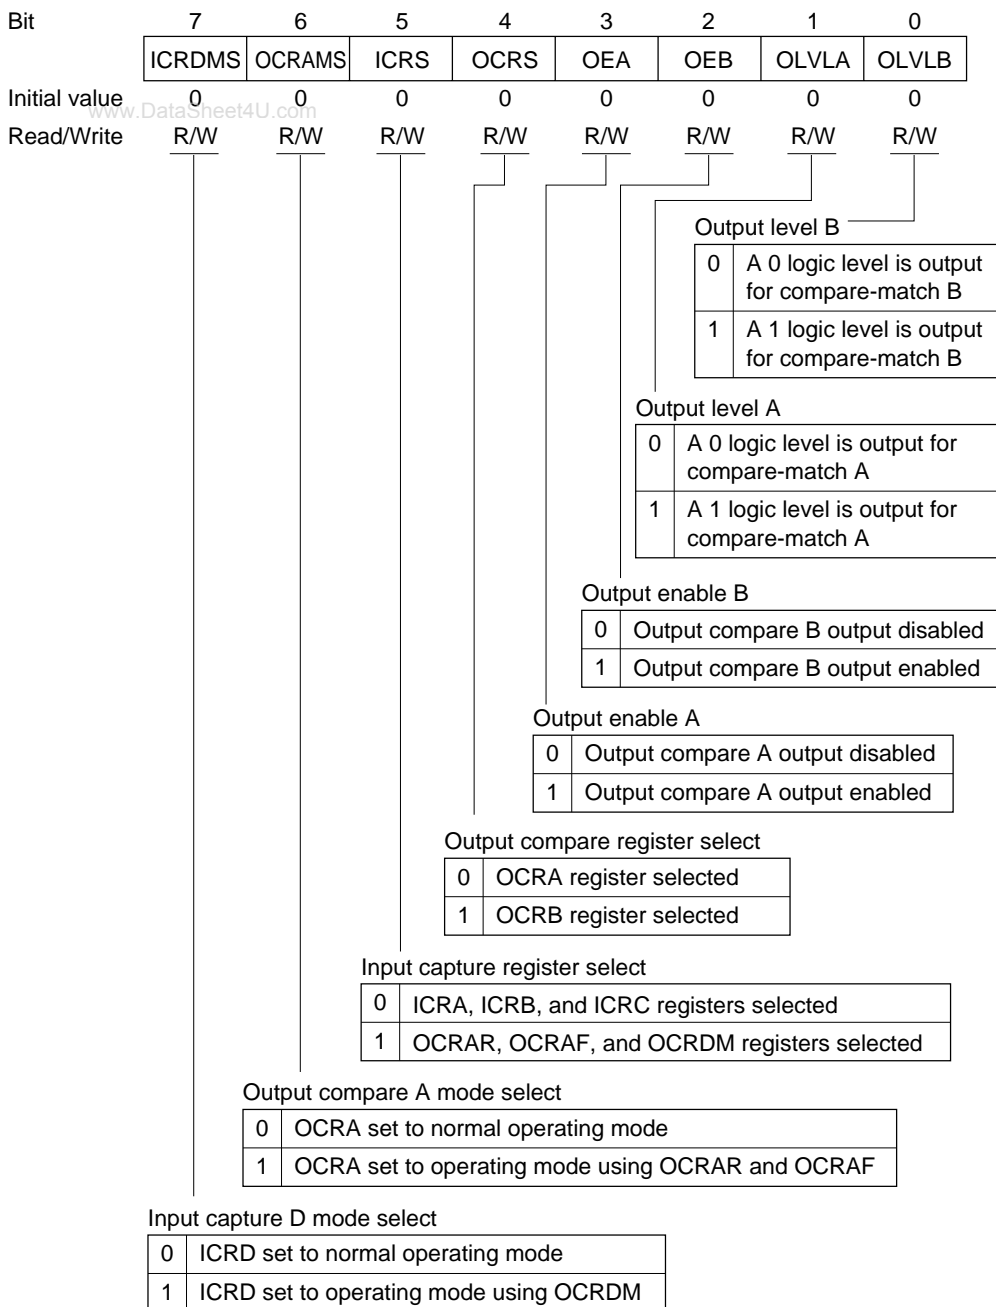 Bit 7 6 5 4 3 2 1 0
ICRDMS OCRAMS ICRS OCRS OEA OEB OLVLA OLVLB
Initial value 0 0 0 0 0 0 0 0
www.DataSheet4U.com
Read/Write R/W R/W R/W R/W R/W R/W R/W R/W
Output level B
0 A 0 logic level is output
for compare-match B
1 A 1 logic level is output
for compare-match B
Output level A
0 A 0 logic level is output for
compare-match A
1 A 1 logic level is output for
compare-match A
Output enable B
0 Output compare B output disabled
1 Output compare B output enabled
Output enable A
0 Output compare A output disabled
1 Output compare A output enabled
Output compare register select
0 OCRA register selected
1 OCRB register selected
Input capture register select
0 ICRA, ICRB, and ICRC registers selected
1 OCRAR, OCRAF, and OCRDM registers selected
Output compare A mode select
0 OCRA set to normal operating mode
1 OCRA set to operating mode using OCRAR and OCRAF
Input capture D mode select
0 ICRD set to normal operating mode
1 ICRD set to operating mode using OCRDM